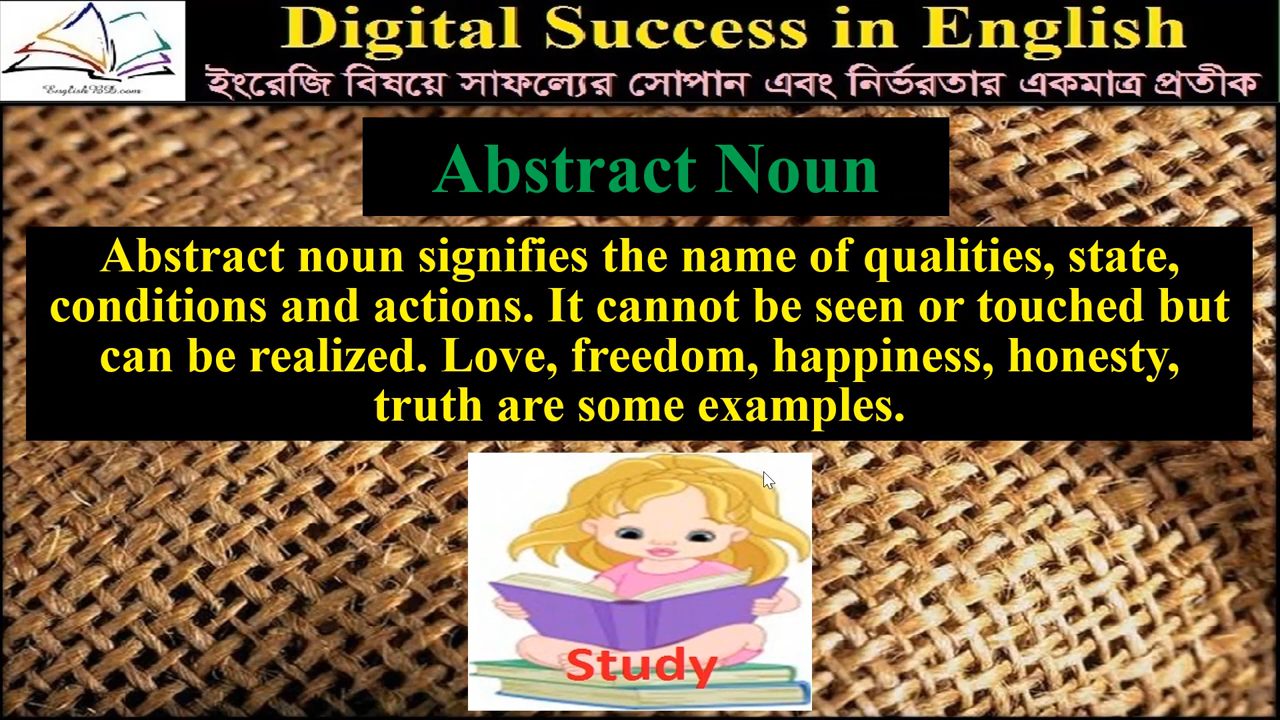 Digital Success in English
ইংরেজি বিষয়ে সাফল্যের সোপান এবং নির্ভরতার একমাত্র প্রতীক
EnglishBD.com
Abstract Noun
Abstract noun signifies the name of qualities, state,
conditions and actions. It cannot be seen or touched but
can be realized. Love, freedom, happiness, honesty,
truth are some examples.
Study